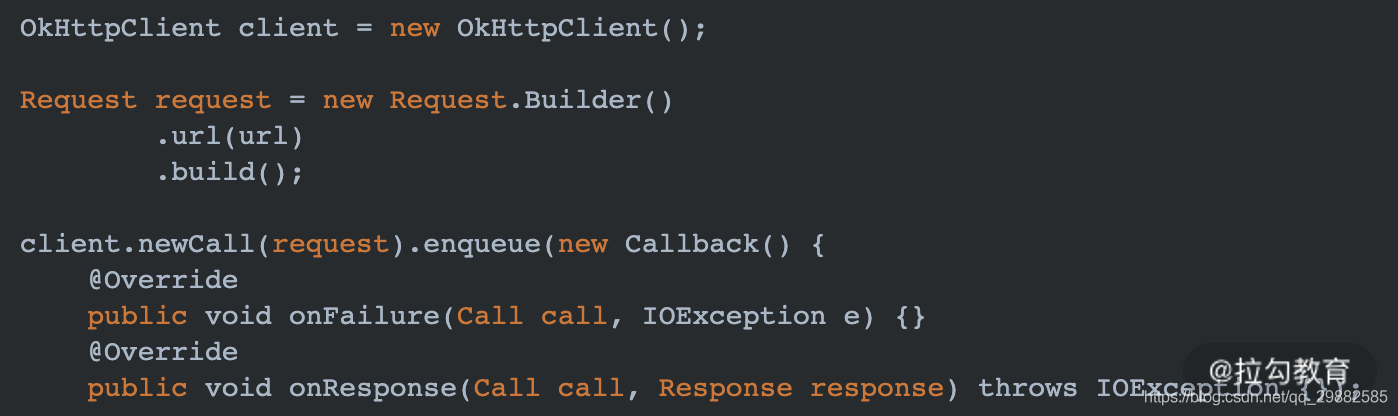 OkHttpClient client = new OkHttpClient();
Request request = new Request.Builder()
.url(url)
.build();
client.newCall(request).enqueue(new Callback() {
@Override
public void onFailure(Call call, IOException e) {}
@Override
public void onResponse(Call call, Response response) throws IOException {}});
@拉勾教育
https://blog.csdn.net/qq_29882585